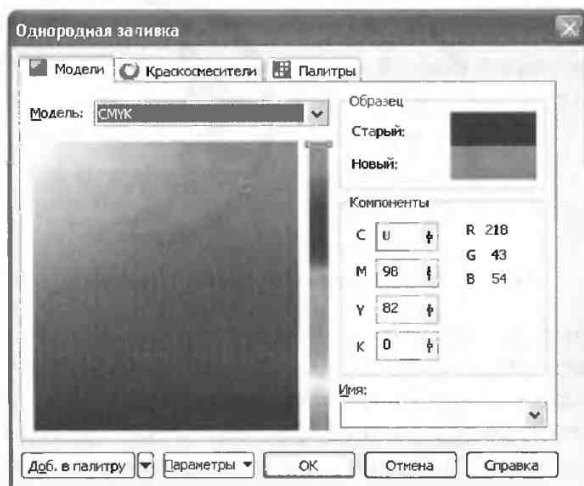 Однородная заливка
Модели Краскосмесители Палитры
Модель: CMYK
Образец
Старый:
Новый:
Компоненты
C 0 R 218
M 98 G 43
Y 82 B 54
K 0
Имя:
Доб. в палитру Параметры OK Отмена Справка